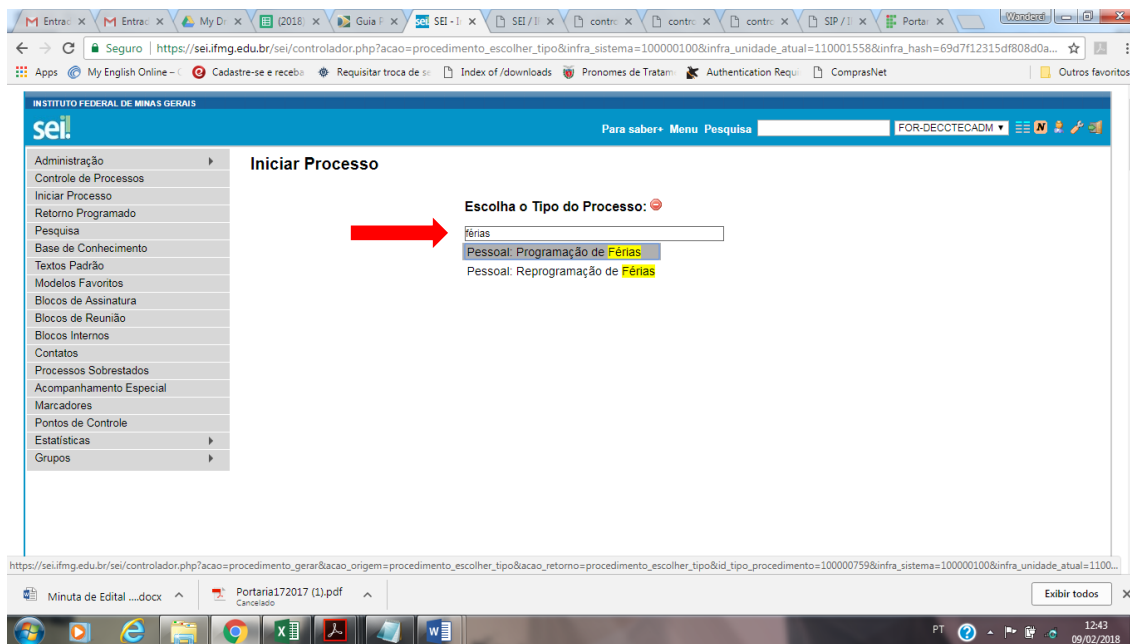 Entrad
Entrad
My Dr
(2018)
Guia F
SEI - I
SEI / I
contro
contro
contro
SIP / I
Portar
Wanderci
Seguro | https://sei.ifmg.edu.br/sei/controlador.php?acao=procedimento_escolher_tipo&infra_sistema=100000100&infra_unidade_atual=110001558&infra_hash=69d7f12315df808d0a...
Apps My English Online – Cadastre-se e receba Requisitar troca de se Index of /downloads Pronomes de Tratam Authentication Requi ComprasNet Outros favoritos
INSTITUTO FEDERAL DE MINAS GERAIS
sei!
Para saber+ Menu Pesquisa FOR-DECCTECADM
Administração
Controle de Processos
Iniciar Processo
Retorno Programado
Pesquisa
Base de Conhecimento
Textos Padrão
Modelos Favoritos
Blocos de Assinatura
Blocos de Reunião
Blocos Internos
Contatos
Processos Sobrestados
Acompanhamento Especial
Marcadores
Pontos de Controle
Estatísticas
Grupos
Iniciar Processo
Escolha o Tipo do Processo:
férias
Pessoal: Programação de Férias
Pessoal: Reprogramação de Férias
https://sei.ifmg.edu.br/sei/controlador.php?acao=procedimento_gerar&acao_origem=procedimento_escolher_tipo&acao_retorno=procedimento_escolher_tipo&id_tipo_procedimento=100000759&infra_sistema=100000100&infra_unidade_atual=1100...
Minuta de Edital ....docx
Portaria172017 (1).pdf
Cancelado
Exibir todos
PT
12:43
09/02/2018